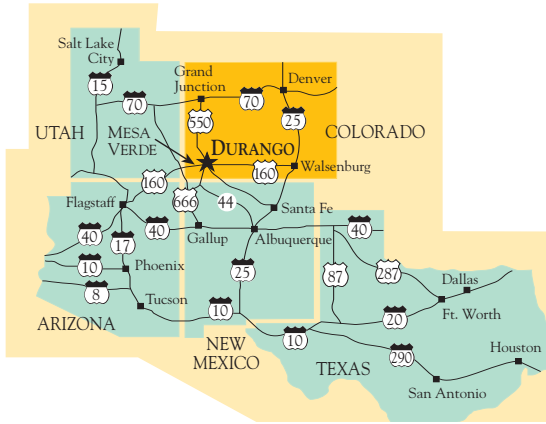 Salt Lake
City
15
70
Grand
Junction
70
Denver
25
550
UTAH
COLORADO
MESA
VERDE
DURANGO
160
Walsenburg
160
666
44
Flagstaff
Santa Fe
40
17
40
Gallup
Albuquerque
40
10
Phoenix
25
87
287
Dallas
8
Tucson
10
Ft. Worth
20
ARIZONA
NEW
MEXICO
10
290
Houston
TEXAS
San Antonio